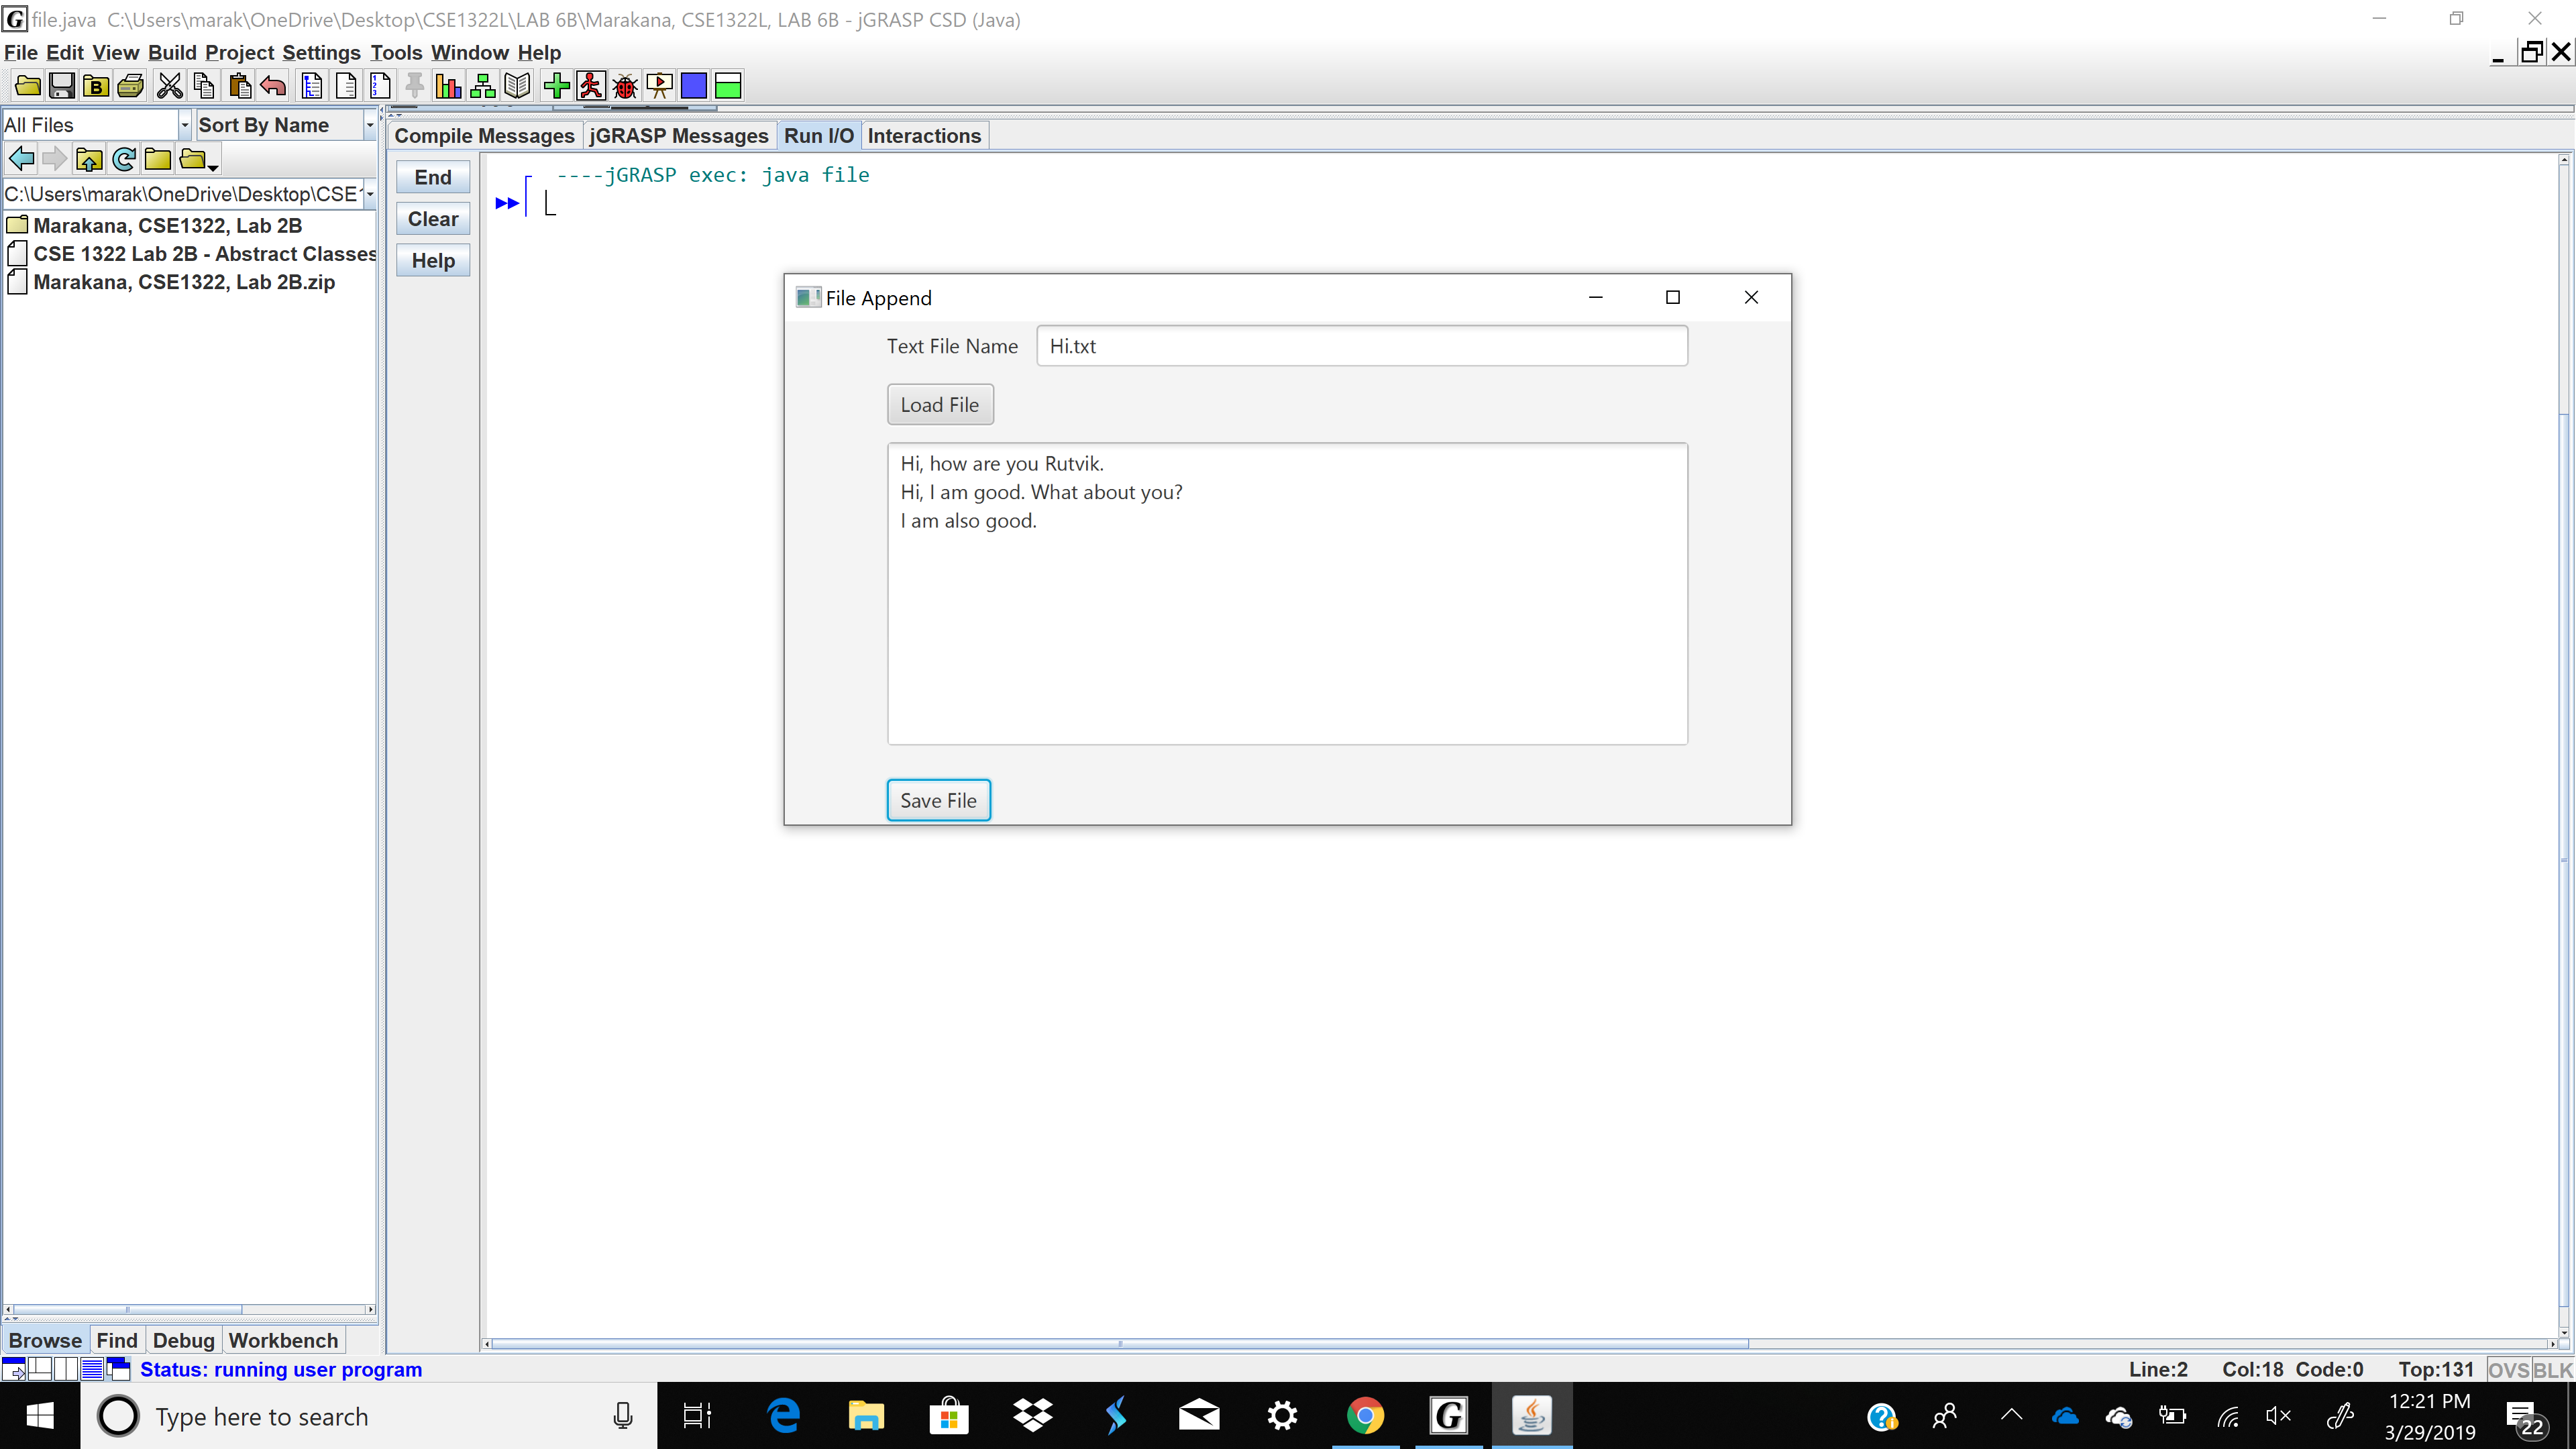 file.java C:\Users\marak\OneDrive\Desktop\CSE1322L\LAB 6B\Marakana, CSE1322L, LAB 6B - jGRASP CSD (Java)
File Edit View Build Project Settings Tools Window Help
All Files
Sort By Name
C:\Users\marak\OneDrive\Desktop\CSE
Marakana, CSE1322, Lab 2B
CSE 1322 Lab 2B - Abstract Classes
Marakana, CSE1322, Lab 2B.zip
Browse Find Debug Workbench
Compile Messages jGRASP Messages Run I/O Interactions
End
Clear
Help
----jGRASP exec: java file
File Append
Text File Name
Hi.txt
Load File
Hi, how are you Rutvik.
Hi, I am good. What about you?
I am also good.
Save File
Status: running user program
Line:2 Col:18 Code:0 Top:131 OVS BLK
Type here to search
12:21 PM
3/29/2019
22